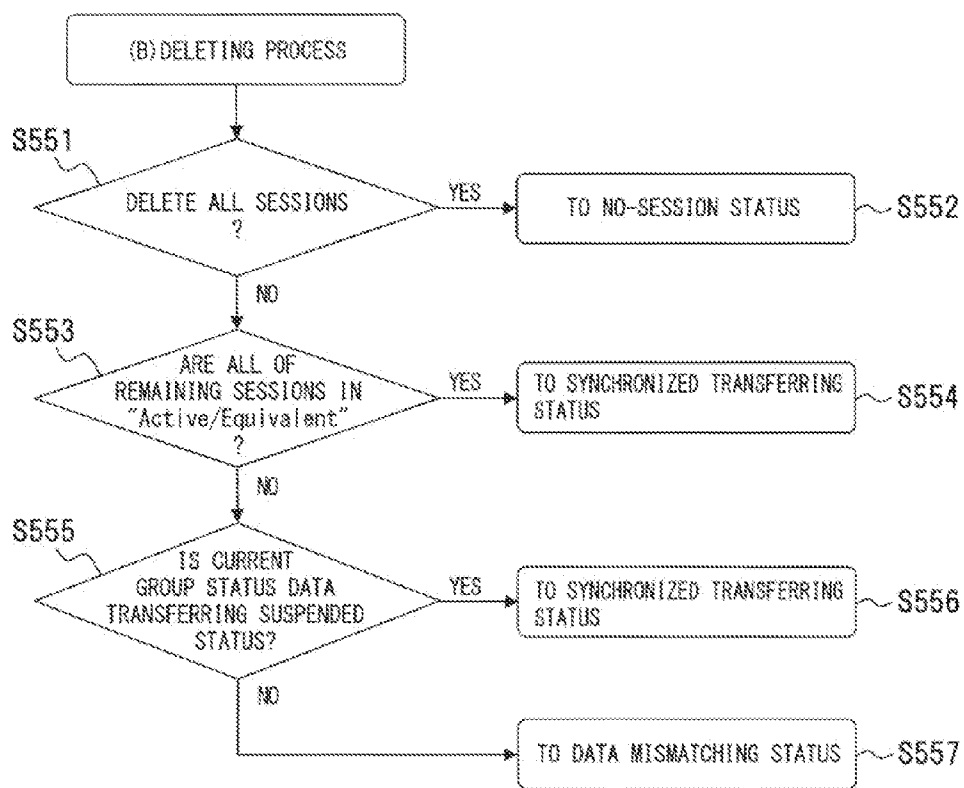 (B)DELETING PROCESS
S551
DELETE ALL SESSIONS
?
YES
TO NO-SESSION STATUS
S552
NO
S553
ARE ALL OF
REMAINING SESSIONS IN
"Active/Equivalent"
?
YES
TO SYNCHRONIZED TRANSFERRING
STATUS
S554
NO
S555
IS CURRENT
GROUP STATUS DATA
TRANSFERRING SUSPENDED
STATUS?
YES
TO SYNCHRONIZED TRANSFERRING
STATUS
S556
NO
TO DATA MISMATCHING STATUS
S557